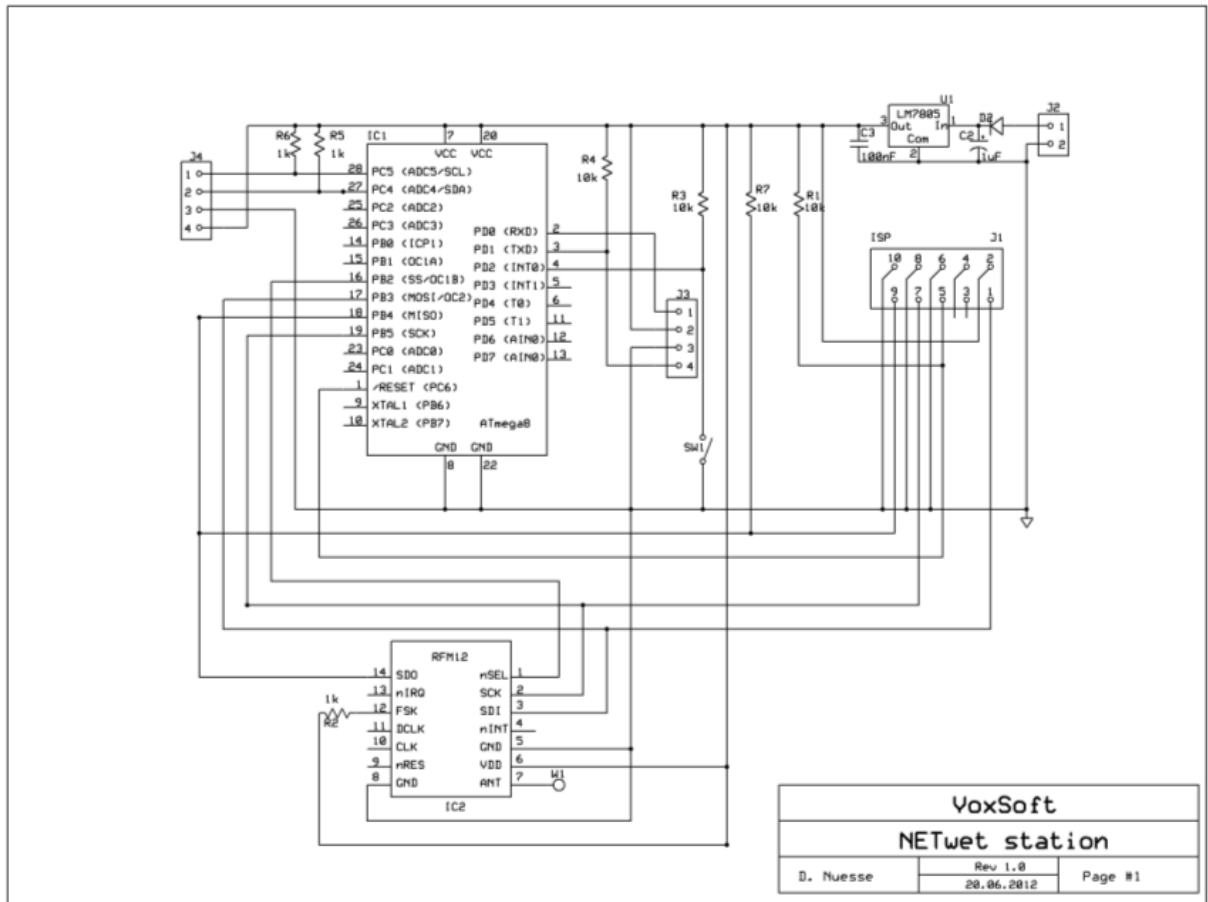 U1
LM7805
3 Out In 1
Com
2
D2
J2
1
2
C3
100nF
C2
+
1uF
R6
1k
R5
1k
IC1
7
20
VCC VCC
J4
1
2
3
4
28 PC5 (ADC5/SCL)
27 PC4 (ADC4/SDA)
25 PC2 (ADC2)
26 PC3 (ADC3)
14 PB0 (ICP1)
15 PB1 (OC1A)
16 PB2 (SS/OC1B)
17 PB3 (MOSI/OC2)
18 PB4 (MISO)
19 PB5 (SCK)
23 PC0 (ADC0)
24 PC1 (ADC1)
1 /RESET (PC6)
9 XTAL1 (PB6)
10 XTAL2 (PB7)
PD0 (RXD) 2
PD1 (TXD) 3
PD2 (INT0) 4
PD3 (INT1) 5
PD4 (T0) 6
PD5 (T1) 11
PD6 (AIN0) 12
PD7 (AIN0) 13
ATmega8
GND GND
8
22
R4
10k
R3
10k
R7
10k
R1
10k
ISP
J1
10 8 6 4 2
9 7 5 3 1
J3
1
2
3
4
SW1
RFM12
14 SDO
13 nIRQ
12 FSK
11 DCLK
10 CLK
9 nRES
8 GND
nSEL 1
SCK 2
SDI 3
nINT 4
GND 5
VDD 6
ANT 7
W1
1k
R2
IC2
VoxSoft
NETwet station
D. Nuesse
Rev 1.0
20.06.2012
Page #1